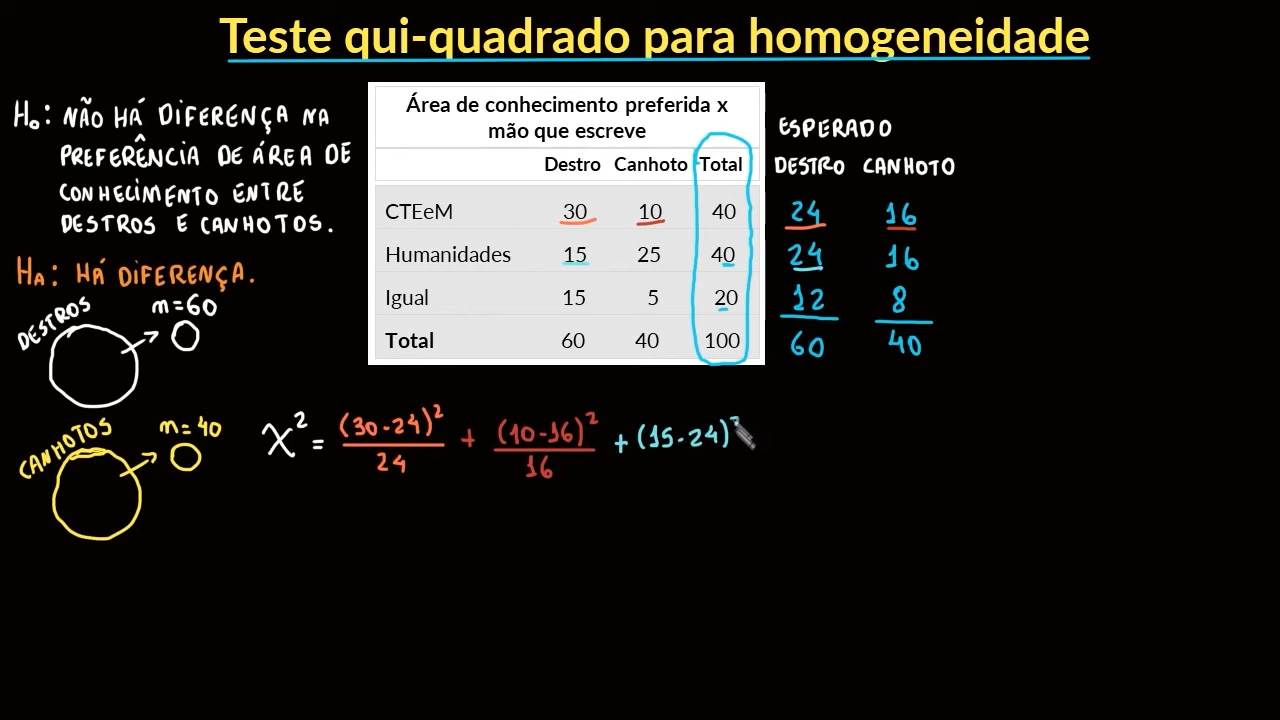 Teste qui-quadrado para homogeneidade
H₀: NÃO HÁ DIFERENÇA NA
PREFERÊNCIA DE ÁREA DE
CONHECIMENTO ENTRE
DESTROS E CANHOTOS.
Hₐ: HÁ DIFERENÇA.
DESTROS
n=60
CANHOTOS
n=40
Área de conhecimento preferida x
mão que escreve
Destro Canhoto Total
CTEeM 30 10 40
Humanidades 15 25 40
Igual 15 5 20
Total 60 40 100
ESPERADO
DESTRO CANHOTO
24 16
24 16
12 8
60 40
χ² = (30-24)²/24 + (10-16)²/16 + (15-24)²